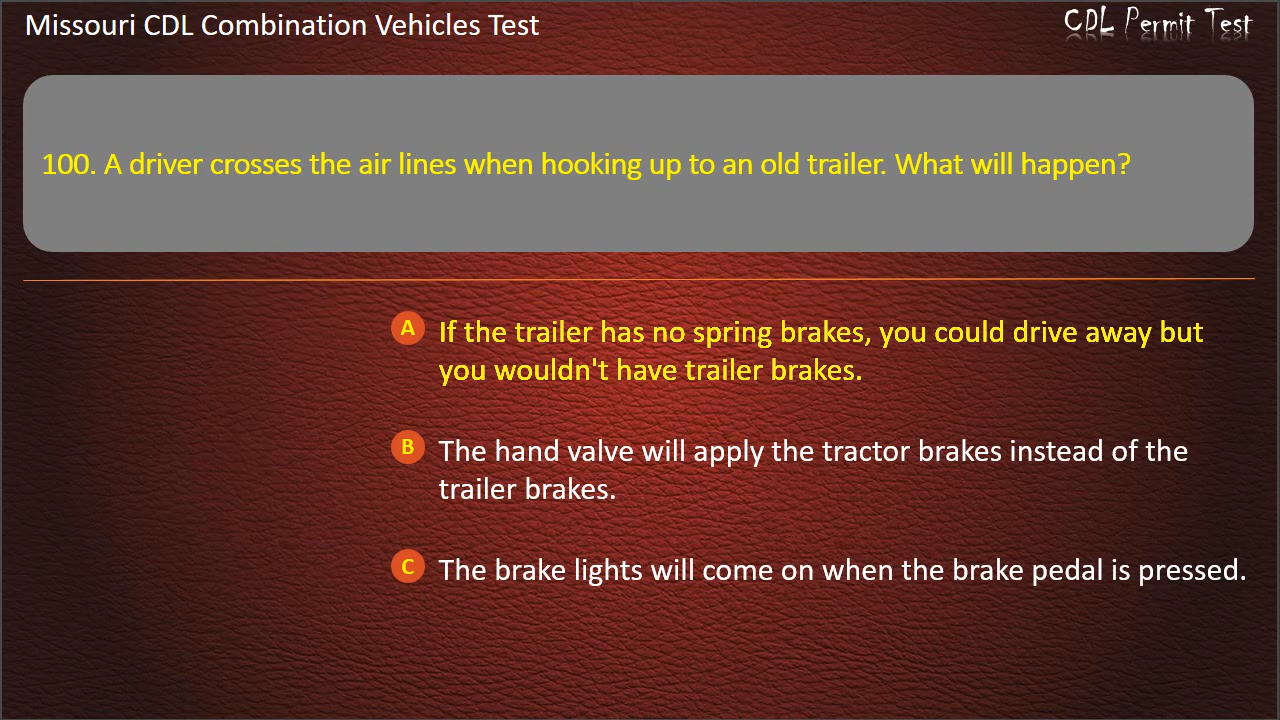 Missouri CDL Combination Vehicles Test
CDL Permit Test
100. A driver crosses the air lines when hooking up to an old trailer. What will happen?
A If the trailer has no spring brakes, you could drive away but
you wouldn't have trailer brakes.
B The hand valve will apply the tractor brakes instead of the
trailer brakes.
C The brake lights will come on when the brake pedal is pressed.